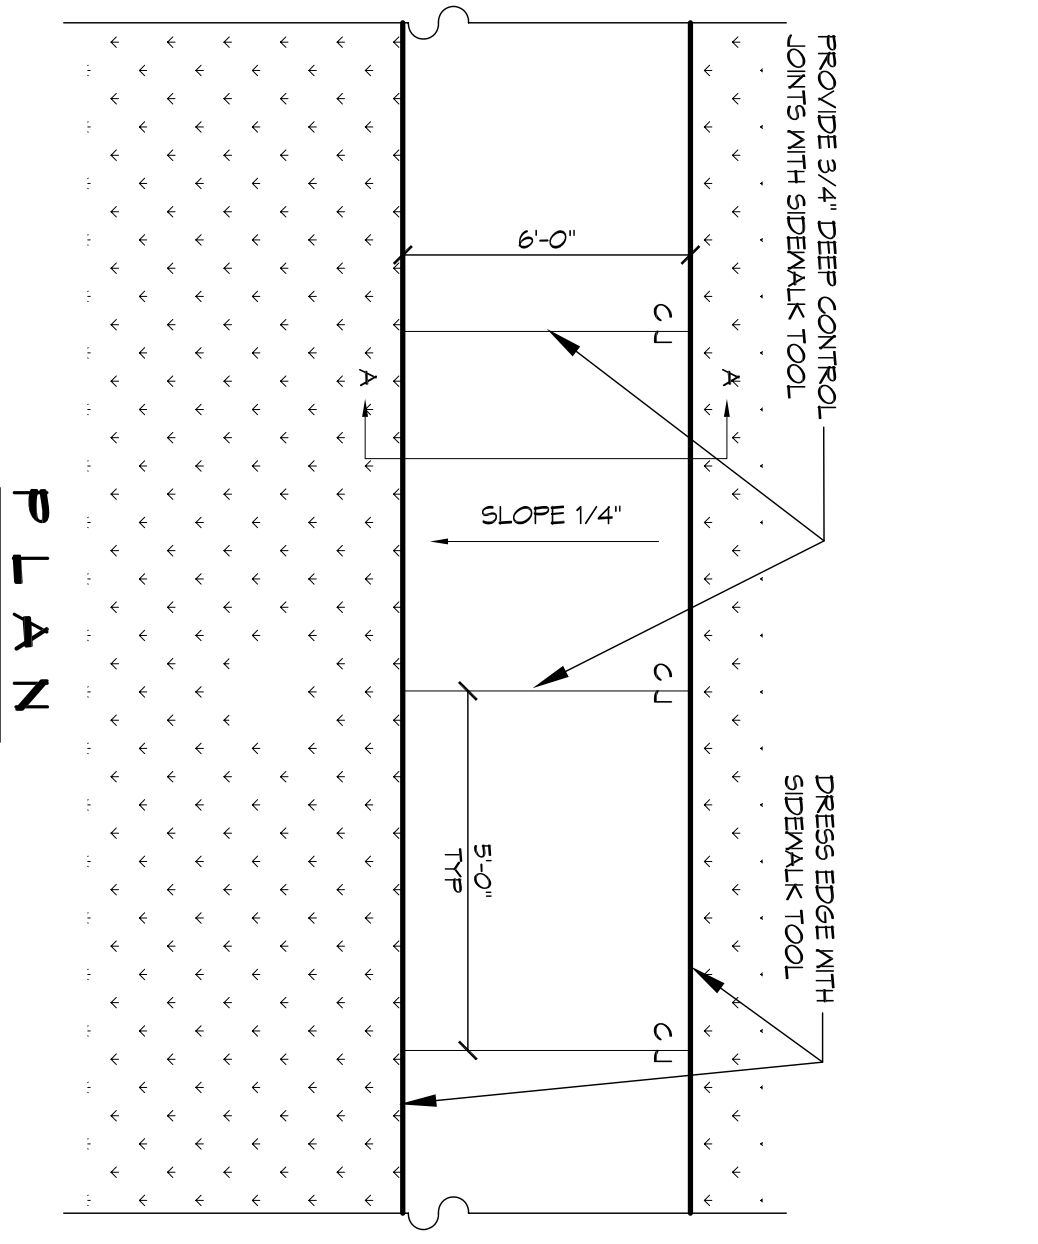 PROVIDE 3/4" DEEP CONTROL
JOINTS WITH SIDEWALK TOOL
DRESS EDGE WITH
SIDEWALK TOOL
6'-0"
CJ
A
A
SLOPE 1/4"
CJ
5'-0"
TYP
CJ
PLAN